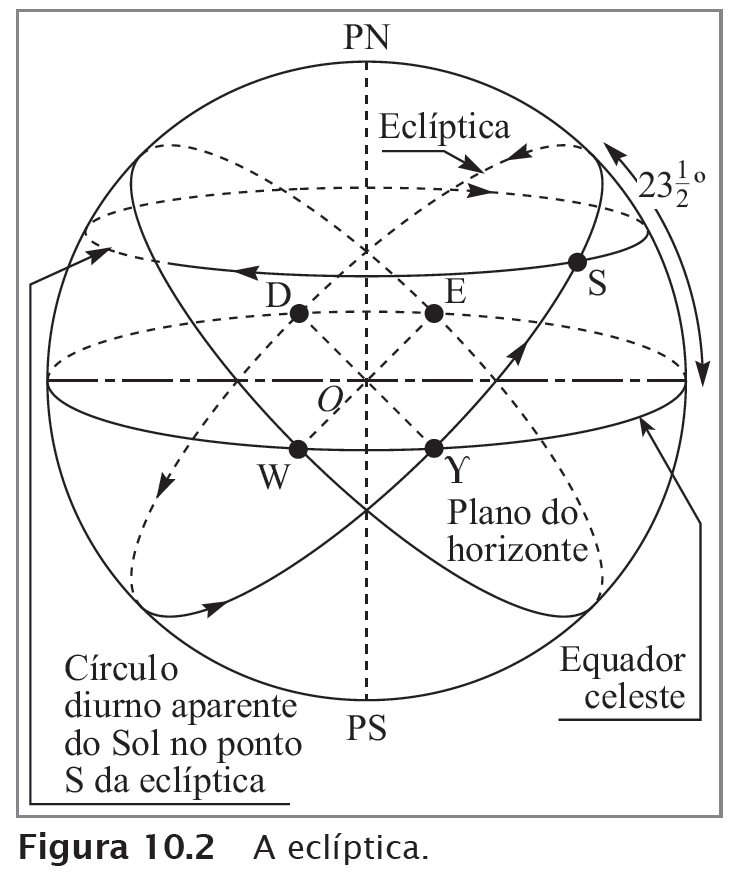 PN
Eclíptica
23½°
D
E
S
O
W
ϒ
Plano do
horizonte
Equador
celeste
Círculo
diurno aparente
do Sol no ponto
S da eclíptica
PS
Figura 10.2 A eclíptica.